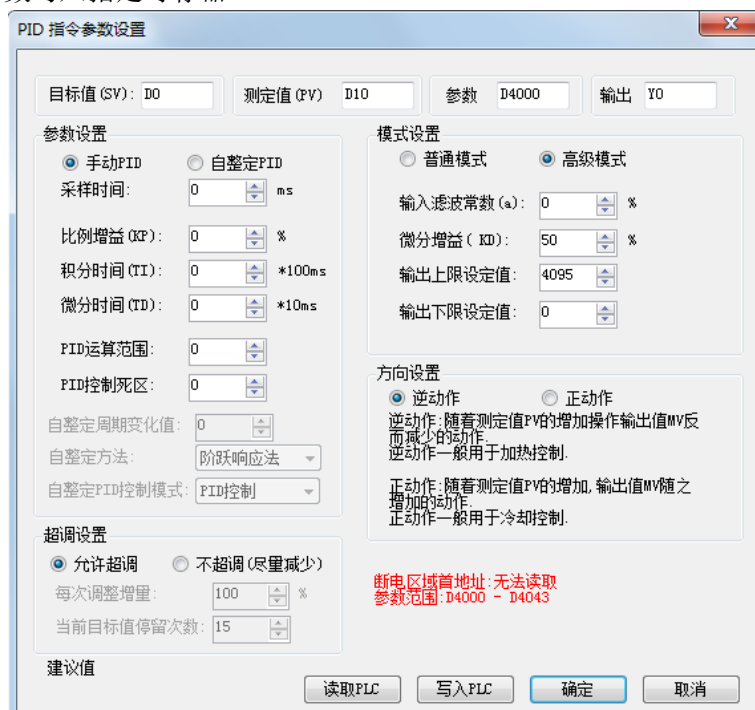 PID 指令参数设置
目标值(SV): D0 测定值(PV) D10 参数 D4000 输出 Y0
参数设置
手动PID 自整定PID
采样时间: 0 ms
比例增益(KP): 0 %
积分时间(TI): 0 *100ms
微分时间(TD): 0 *10ms
PID运算范围: 0
PID控制死区: 0
自整定周期变化值: 0
自整定方法: 阶跃响应法
自整定PID控制模式: PID控制
超调设置
允许超调 不超调(尽量减少)
每次调整增量: 100 %
当前目标值停留次数: 15
建议值
模式设置
普通模式 高级模式
输入滤波常数(a): 0 %
微分增益( KD): 50 %
输出上限设定值: 4095
输出下限设定值: 0
方向设置
逆动作 正动作
逆动作:随着测定值PV的增加操作输出值MV反
而减少的动作.
逆动作一般用于加热控制.
正动作:随着测定值PV的增加,输出值MV随之
增加的动作.
正动作一般用于冷却控制.
断电区域首地址:无法读取
参数范围:D4000 - D4043
读取PLC 写入PLC 确定 取消